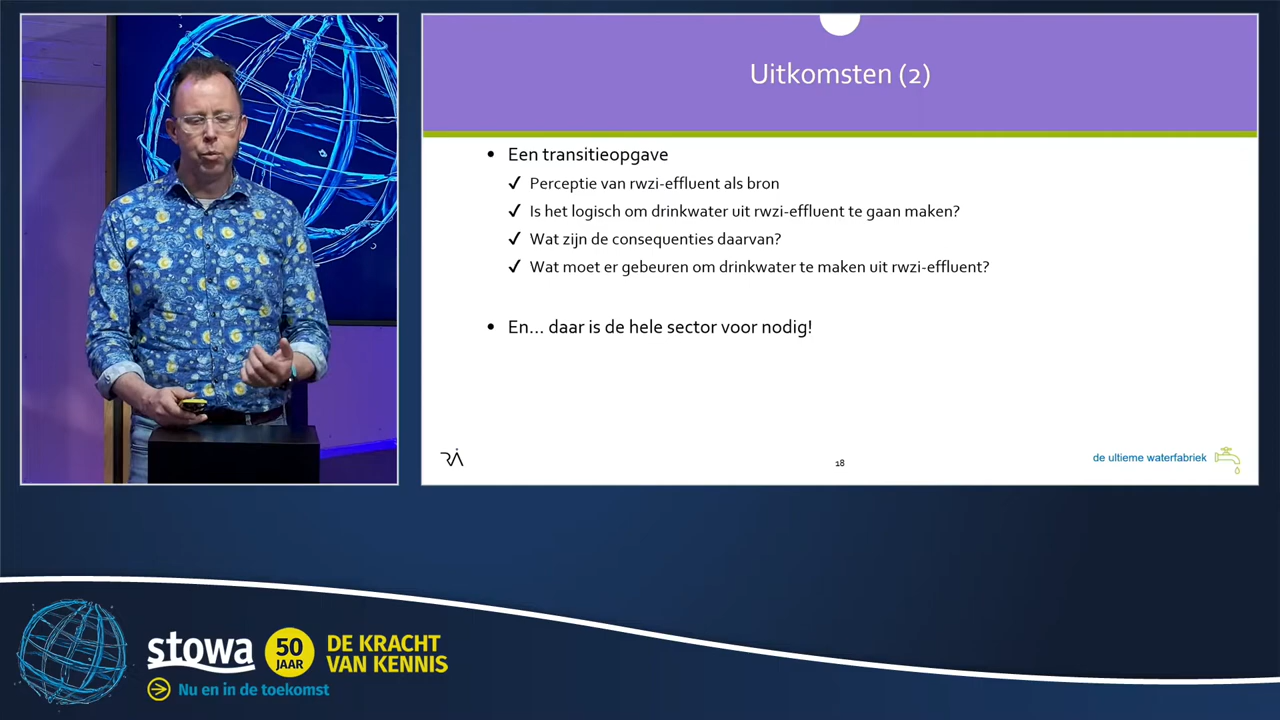 Uitkomsten (2)
• Een transitieopgave
✓ Perceptie van rwzi-effluent als bron
✓ Is het logisch om drinkwater uit rwzi-effluent te gaan maken?
✓ Wat zijn de consequenties daarvan?
✓ Wat moet er gebeuren om drinkwater te maken uit rwzi-effluent?
• En... daar is de hele sector voor nodig!
18
de ultieme waterfabriek
stowa
50
JAAR
DE KRACHT
VAN KENNIS
Nu en in de toekomst